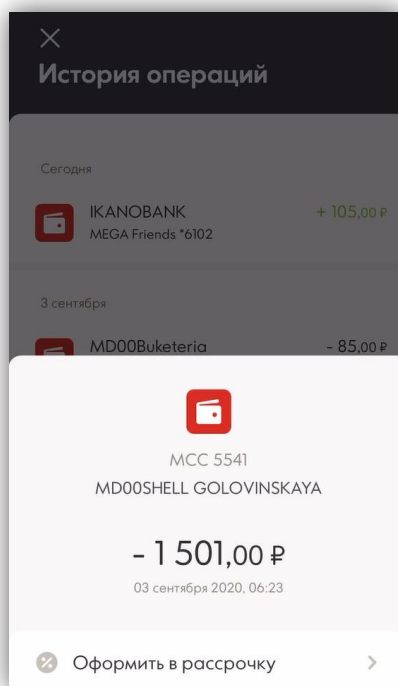 История операций
Сегодня
IKANOBANK
+ 105,00 ₽
MEGA Friends *6102
3 сентября
MD00Buketeria
- 85,00 ₽
MCC 5541
MD00SHELL GOLOVINSKAYA
- 1 501,00 ₽
03 сентября 2020, 06:23
Оформить в рассрочку